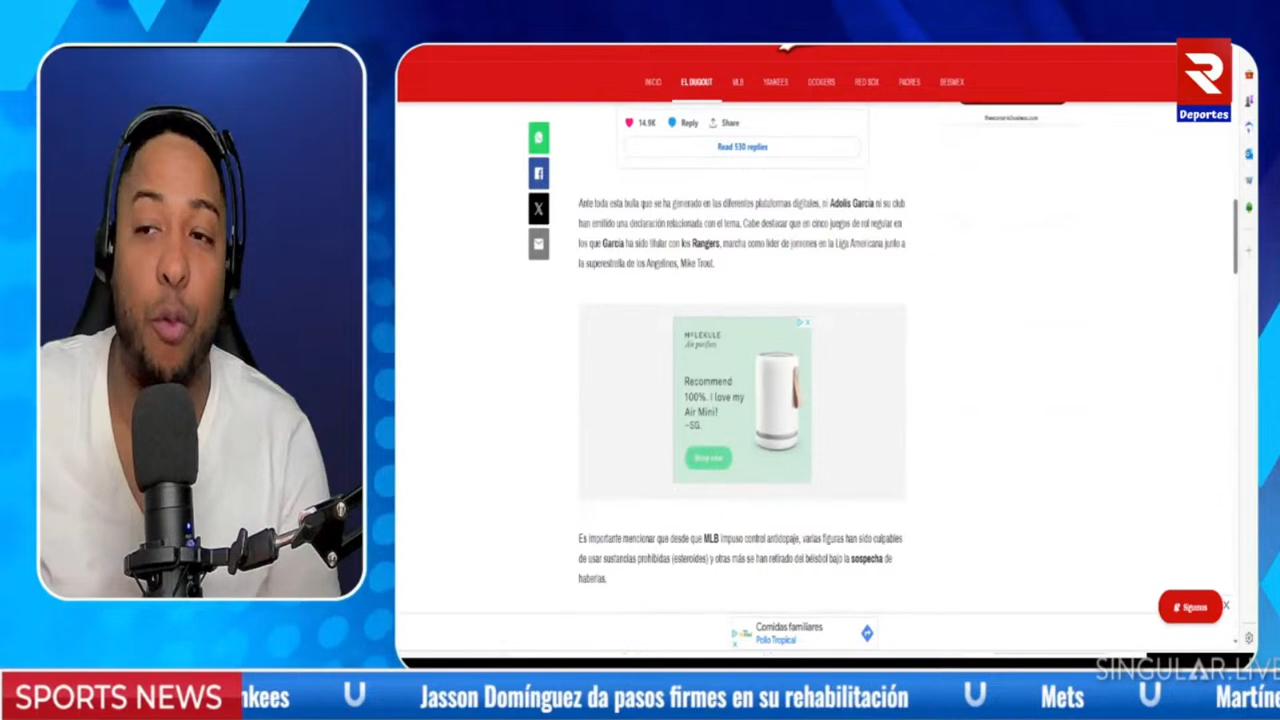 INICIO EL DUGOUT MLB YANKEES DODGERS RED SOX PADRES BEISMEX
Deportes
14.9K Reply Share
Read 530 replies
Ante toda esta bulla que se ha generado en las diferentes plataformas digitales, ni Adolis García ni su club
han emitido una declaración relacionada con el tema. Cabe destacar que en cinco juegos de rol regular en
los que García ha sido titular con los Rangers, marcha como líder de jonrones en la Liga Americana junto a
la superestrella de los Angelinos, Mike Trout.
MOLEKULE
Air purifiers
Recommend
100%. I love my
Air Mini!
-SG.
Shop now
Es importante mencionar que desde que MLB impuso control antidopaje, varias figuras han sido culpables
de usar sustancias prohibidas (esteroides) y otras más se han retirado del béisbol bajo la sospecha de
haberlas.
Síguenos
Comidas familiares
Pollo Tropical
SINGULAR.LIVE
SPORTS NEWS
nkees Jasson Domínguez da pasos firmes en su rehabilitación Mets Martíne